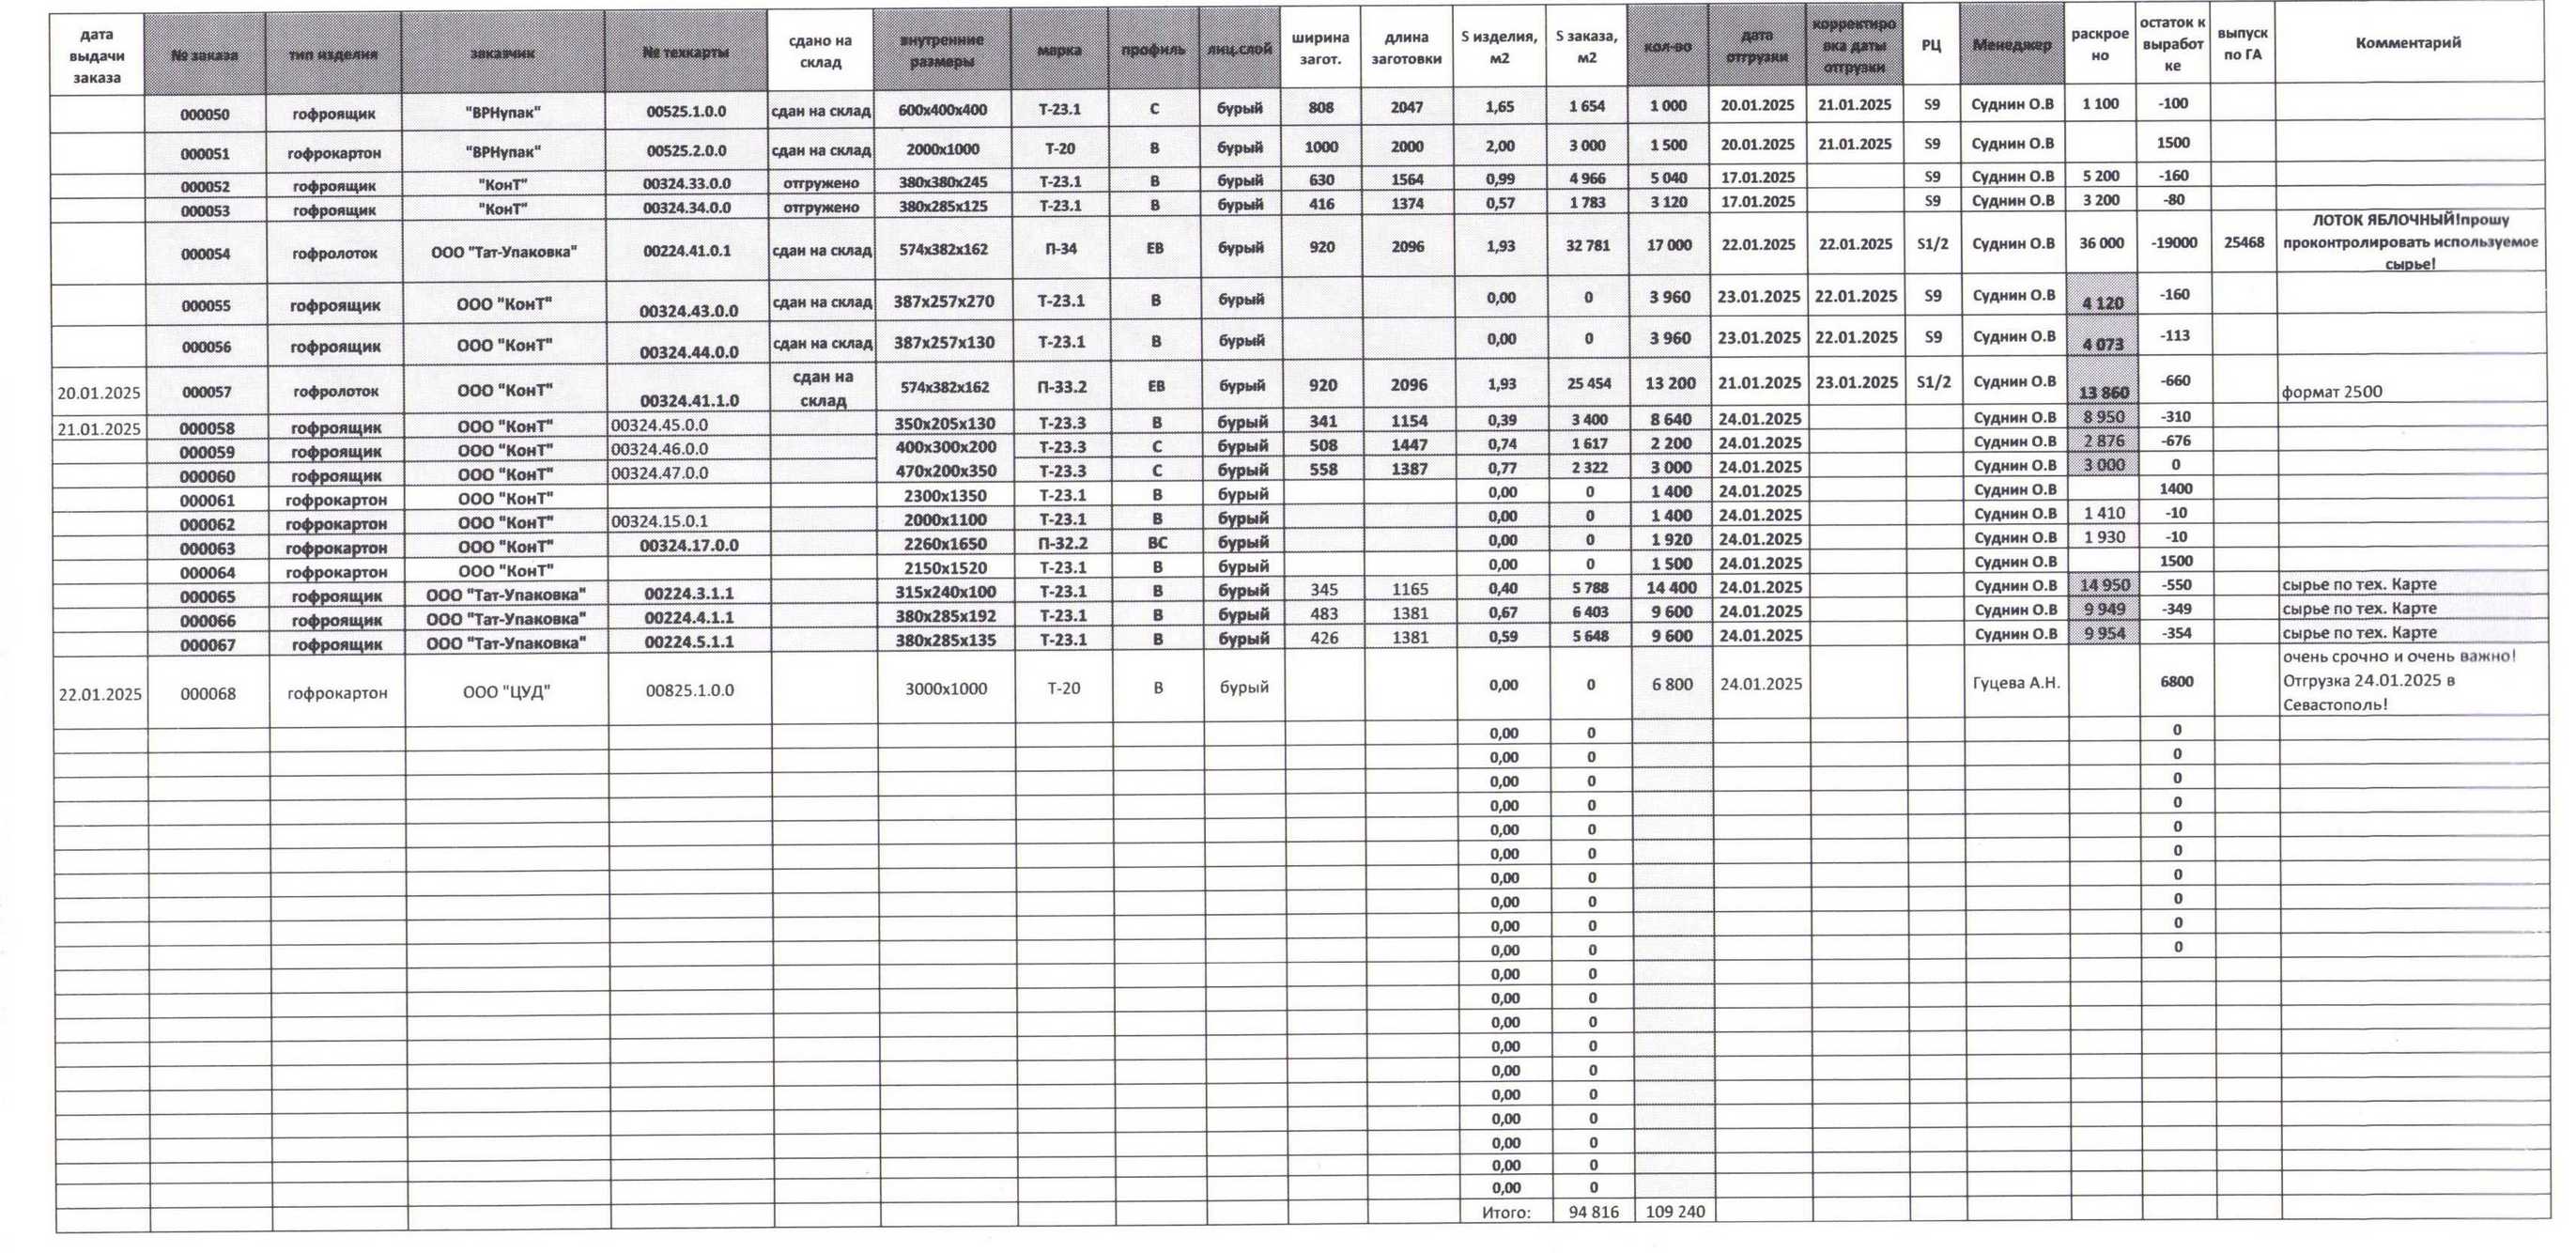 дата выдачи заказа № заказа тип изделия заказчик № техкарты сдано на склад внутренние размеры марка профиль лиц.слой ширина загот. длина заготовки S изделия, м2 S заказа, м2 кол-во дата отгрузки корректировка даты отгрузки РЦ Менеджер раскроено остаток к выработке выпуск по ГА Комментарий
000050 гофроящик "ВРНупак" 00525.1.0.0 сдан на склад 600х400х400 Т-23.1 С бурый 808 2047 1,65 1 654 1 000 20.01.2025 21.01.2025 S9 Суднин О.В 1 100 -100
000051 гофрокартон "ВРНупак" 00525.2.0.0 сдан на склад 2000х1000 Т-20 В бурый 1000 2000 2,00 3 000 1 500 20.01.2025 21.01.2025 S9 Суднин О.В 1500
000052 гофроящик "КонТ" 00324.33.0.0 отгружено 380х380х245 Т-23.1 В бурый 630 1564 0,99 4 966 5 040 17.01.2025 S9 Суднин О.В 5 200 -160
000053 гофроящик "КонТ" 00324.34.0.0 отгружено 380х285х125 Т-23.1 В бурый 416 1374 0,57 1 783 3 120 17.01.2025 S9 Суднин О.В 3 200 -80
000054 гофролоток ООО "Тат-Упаковка" 00224.41.0.1 сдан на склад 574х382х162 П-34 ЕВ бурый 920 2096 1,93 32 781 17 000 22.01.2025 22.01.2025 S1/2 Суднин О.В 36 000 -19000 25468 ЛОТОК ЯБЛОЧНЫЙ!прошу проконтролировать используемое сырье!
000055 гофроящик ООО "КонТ" 00324.43.0.0 сдан на склад 387х257х270 Т-23.1 В бурый 0,00 0 3 960 23.01.2025 22.01.2025 S9 Суднин О.В 4 120 -160
000056 гофроящик ООО "КонТ" 00324.44.0.0 сдан на склад 387х257х130 Т-23.1 В бурый 0,00 0 3 960 23.01.2025 22.01.2025 S9 Суднин О.В 4 073 -113
20.01.2025 000057 гофролоток ООО "КонТ" 00324.41.1.0 сдан на склад 574х382х162 П-33.2 ЕВ бурый 920 2096 1,93 25 454 13 200 21.01.2025 23.01.2025 S1/2 Суднин О.В 13 860 -660 формат 2500
21.01.2025 000058 гофроящик ООО "КонТ" 00324.45.0.0 350х205х130 Т-23.3 В бурый 341 1154 0,39 3 400 8 640 24.01.2025 Суднин О.В 8 950 -310
000059 гофроящик ООО "КонТ" 00324.46.0.0 400х300х200 Т-23.3 С бурый 508 1447 0,74 1 617 2 200 24.01.2025 Суднин О.В 2 876 -676
000060 гофроящик ООО "КонТ" 00324.47.0.0 470х200х350 Т-23.3 С бурый 558 1387 0,77 2 322 3 000 24.01.2025 Суднин О.В 3 000 0
000061 гофрокартон ООО "КонТ" 2300х1350 Т-23.1 В бурый 0,00 0 1 400 24.01.2025 Суднин О.В 1400
000062 гофрокартон ООО "КонТ" 00324.15.0.1 2000х1100 Т-23.1 В бурый 0,00 0 1 400 24.01.2025 Суднин О.В 1 410 -10
000063 гофрокартон ООО "КонТ" 00324.17.0.0 2260х1650 П-32.2 ВС бурый 0,00 0 1 920 24.01.2025 Суднин О.В 1 930 -10
000064 гофрокартон ООО "КонТ" 2150х1520 Т-23.1 В бурый 0,00 0 1 500 24.01.2025 Суднин О.В 1500
000065 гофроящик ООО "Тат-Упаковка" 00224.3.1.1 315х240х100 Т-23.1 В бурый 345 1165 0,40 5 788 14 400 24.01.2025 Суднин О.В 14 950 -550 сырье по тех. Карте
000066 гофроящик ООО "Тат-Упаковка" 00224.4.1.1 380х285х192 Т-23.1 В бурый 483 1381 0,67 6 403 9 600 24.01.2025 Суднин О.В 9 949 -349 сырье по тех. Карте
000067 гофроящик ООО "Тат-Упаковка" 00224.5.1.1 380х285х135 Т-23.1 В бурый 426 1381 0,59 5 648 9 600 24.01.2025 Суднин О.В 9 954 -354 сырье по тех. Карте
22.01.2025 000068 гофрокартон ООО "ЦУД" 00825.1.0.0 3000х1000 Т-20 В бурый 0,00 0 6 800 24.01.2025 Гуцева А.Н. 6800 очень срочно и очень важно! Отгрузка 24.01.2025 в Севастополь!
0,00 0 0
0,00 0 0
0,00 0 0
0,00 0 0
0,00 0 0
0,00 0 0
0,00 0 0
0,00 0 0
0,00 0 0
0,00 0 0
0,00 0
0,00 0
0,00 0
0,00 0
0,00 0
0,00 0
0,00 0
0,00 0
0,00 0
0,00 0
Итого: 94 816 109 240